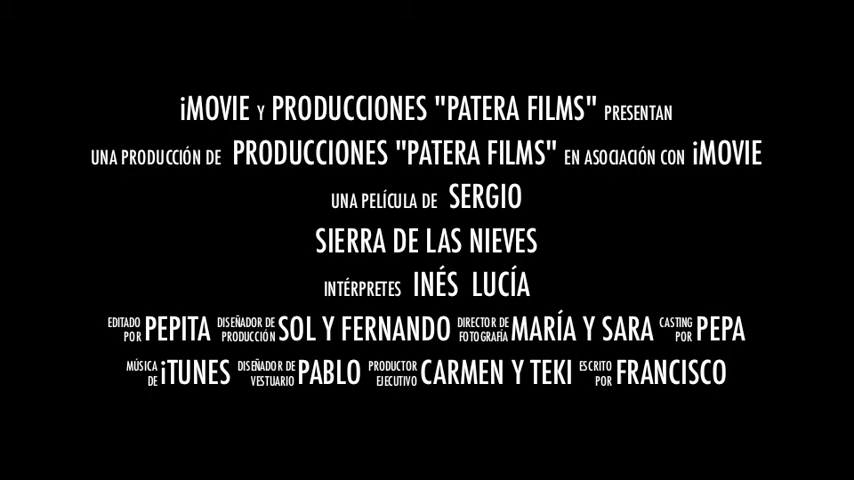 iMOVIE Y PRODUCCIONES "PATERA FILMS" PRESENTAN
UNA PRODUCCIÓN DE PRODUCCIONES "PATERA FILMS" EN ASOCIACIÓN CON iMOVIE
UNA PELÍCULA DE SERGIO
SIERRA DE LAS NIEVES
INTÉRPRETES INÉS LUCÍA
EDITADO POR PEPITA DISEÑADOR DE PRODUCCIÓN SOL Y FERNANDO DIRECTOR DE FOTOGRAFÍA MARÍA Y SARA CASTING POR PEPA
MÚSICA DE iTUNES DISEÑADOR DE VESTUARIO PABLO PRODUCTOR EJECUTIVO CARMEN Y TEKI ESCRITO POR FRANCISCO